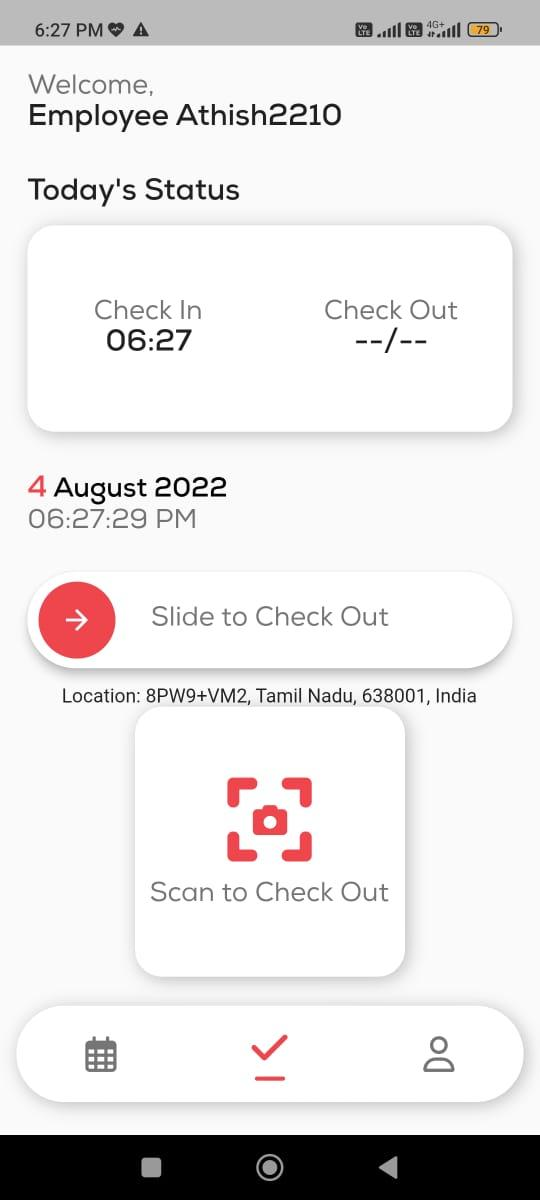 6:27 PM
Vo LTE Vo LTE 4G+ 79
Welcome,
Employee Athish2210
Today's Status
Check In Check Out
06:27 --/--
4 August 2022
06:27:29 PM
Slide to Check Out
Location: 8PW9+VM2, Tamil Nadu, 638001, India
Scan to Check Out